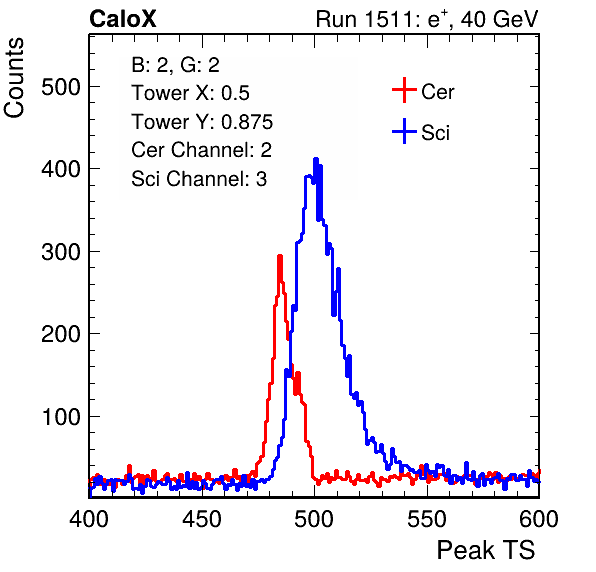 CaloX Run 1511: e⁺, 40 GeV
Counts
B: 2, G: 2
Tower X: 0.5
Tower Y: 0.875
Cer Channel: 2
Sci Channel: 3
Cer
Sci
500
400
300
200
100
400 450 500 550 600
Peak TS